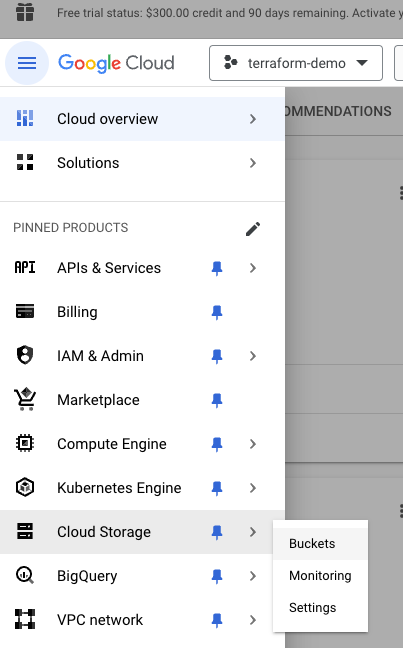 Free trial status: $300.00 credit and 90 days remaining. Activate
Google Cloud
terraform-demo
Cloud overview
OMMENDATIONS
Solutions
PINNED PRODUCTS
API APIs & Services
Billing
IAM & Admin
Marketplace
Compute Engine
Kubernetes Engine
Cloud Storage
Buckets
BigQuery
Monitoring
Settings
VPC network